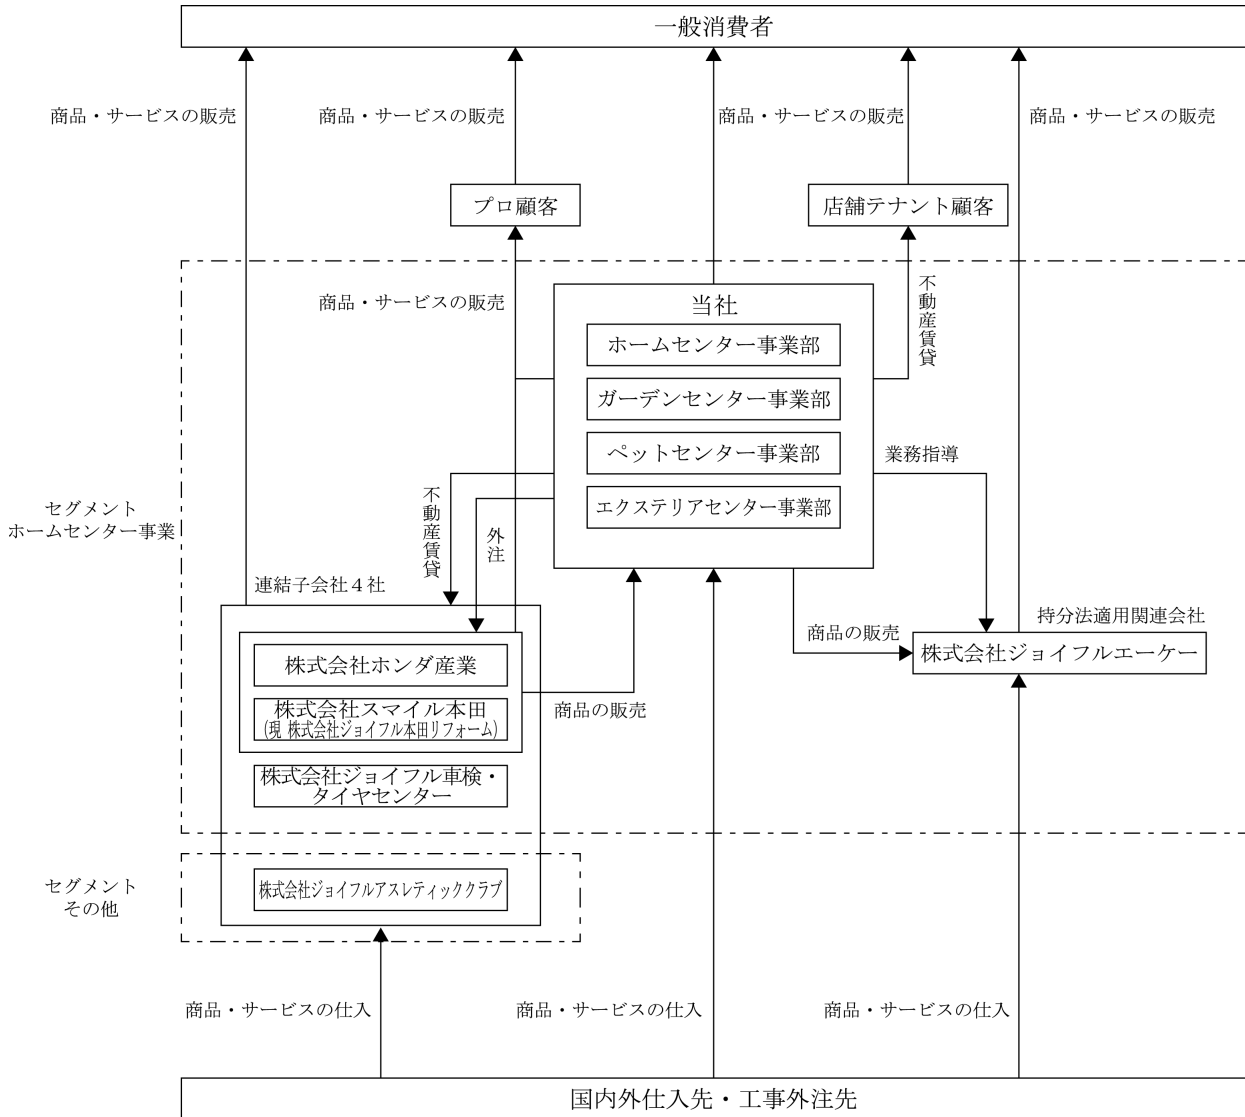 一般消費者
商品・サービスの販売
商品・サービスの販売
商品・サービスの販売
商品・サービスの販売
プロ顧客
店舗テナント顧客
商品・サービスの販売
不動産賃貸
当社
ホームセンター事業部
ガーデンセンター事業部
ペットセンター事業部
エクステリアセンター事業部
業務指導
セグメント
ホームセンター事業
不動産賃貸
外注
連結子会社4社
持分法適用関連会社
商品の販売
株式会社ジョイフルエーケー
株式会社ホンダ産業
株式会社スマイル本田
(現 株式会社ジョイフル本田リフォーム)
商品の販売
株式会社ジョイフル車検・
タイヤセンター
セグメント
その他
株式会社ジョイフルアスレティッククラブ
商品・サービスの仕入
商品・サービスの仕入
商品・サービスの仕入
国内外仕入先・工事外注先